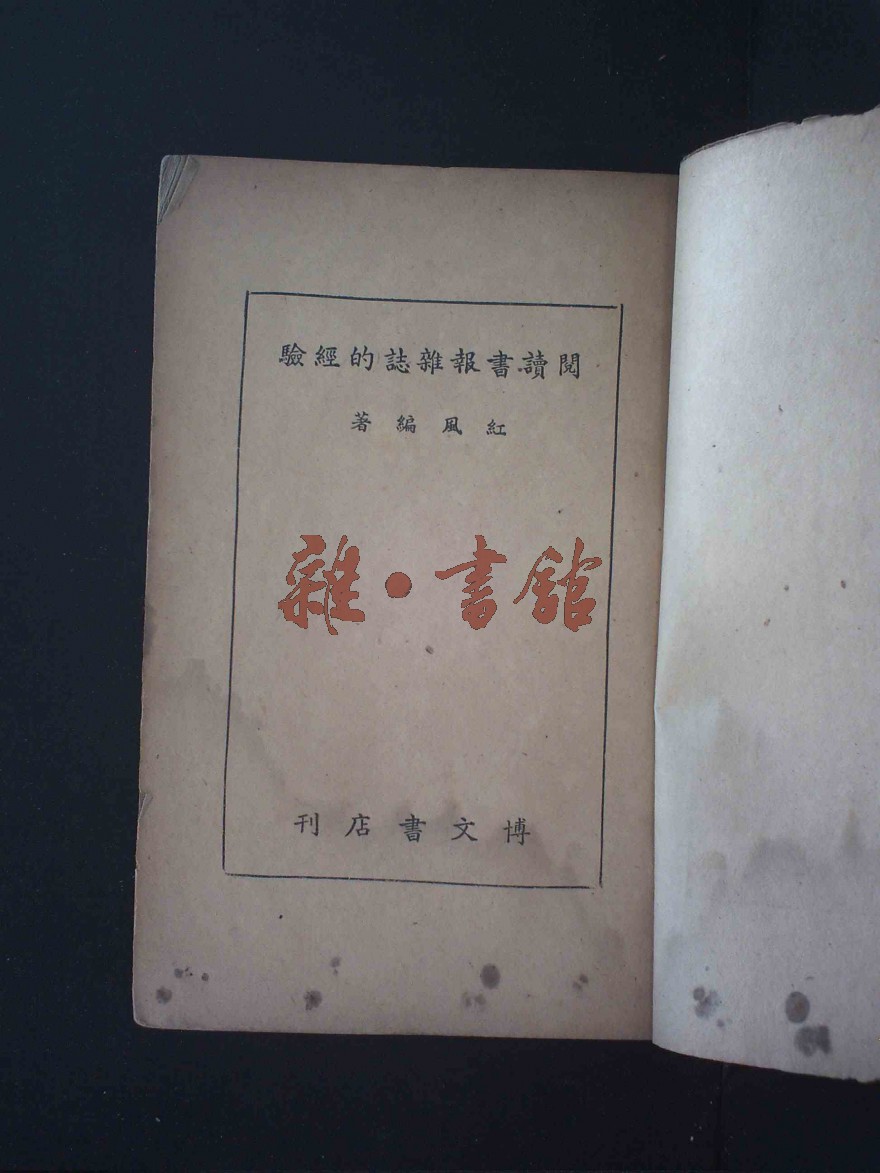 閱讀書報雜誌的經驗
紅風編著
雜·書館
博文書店刊